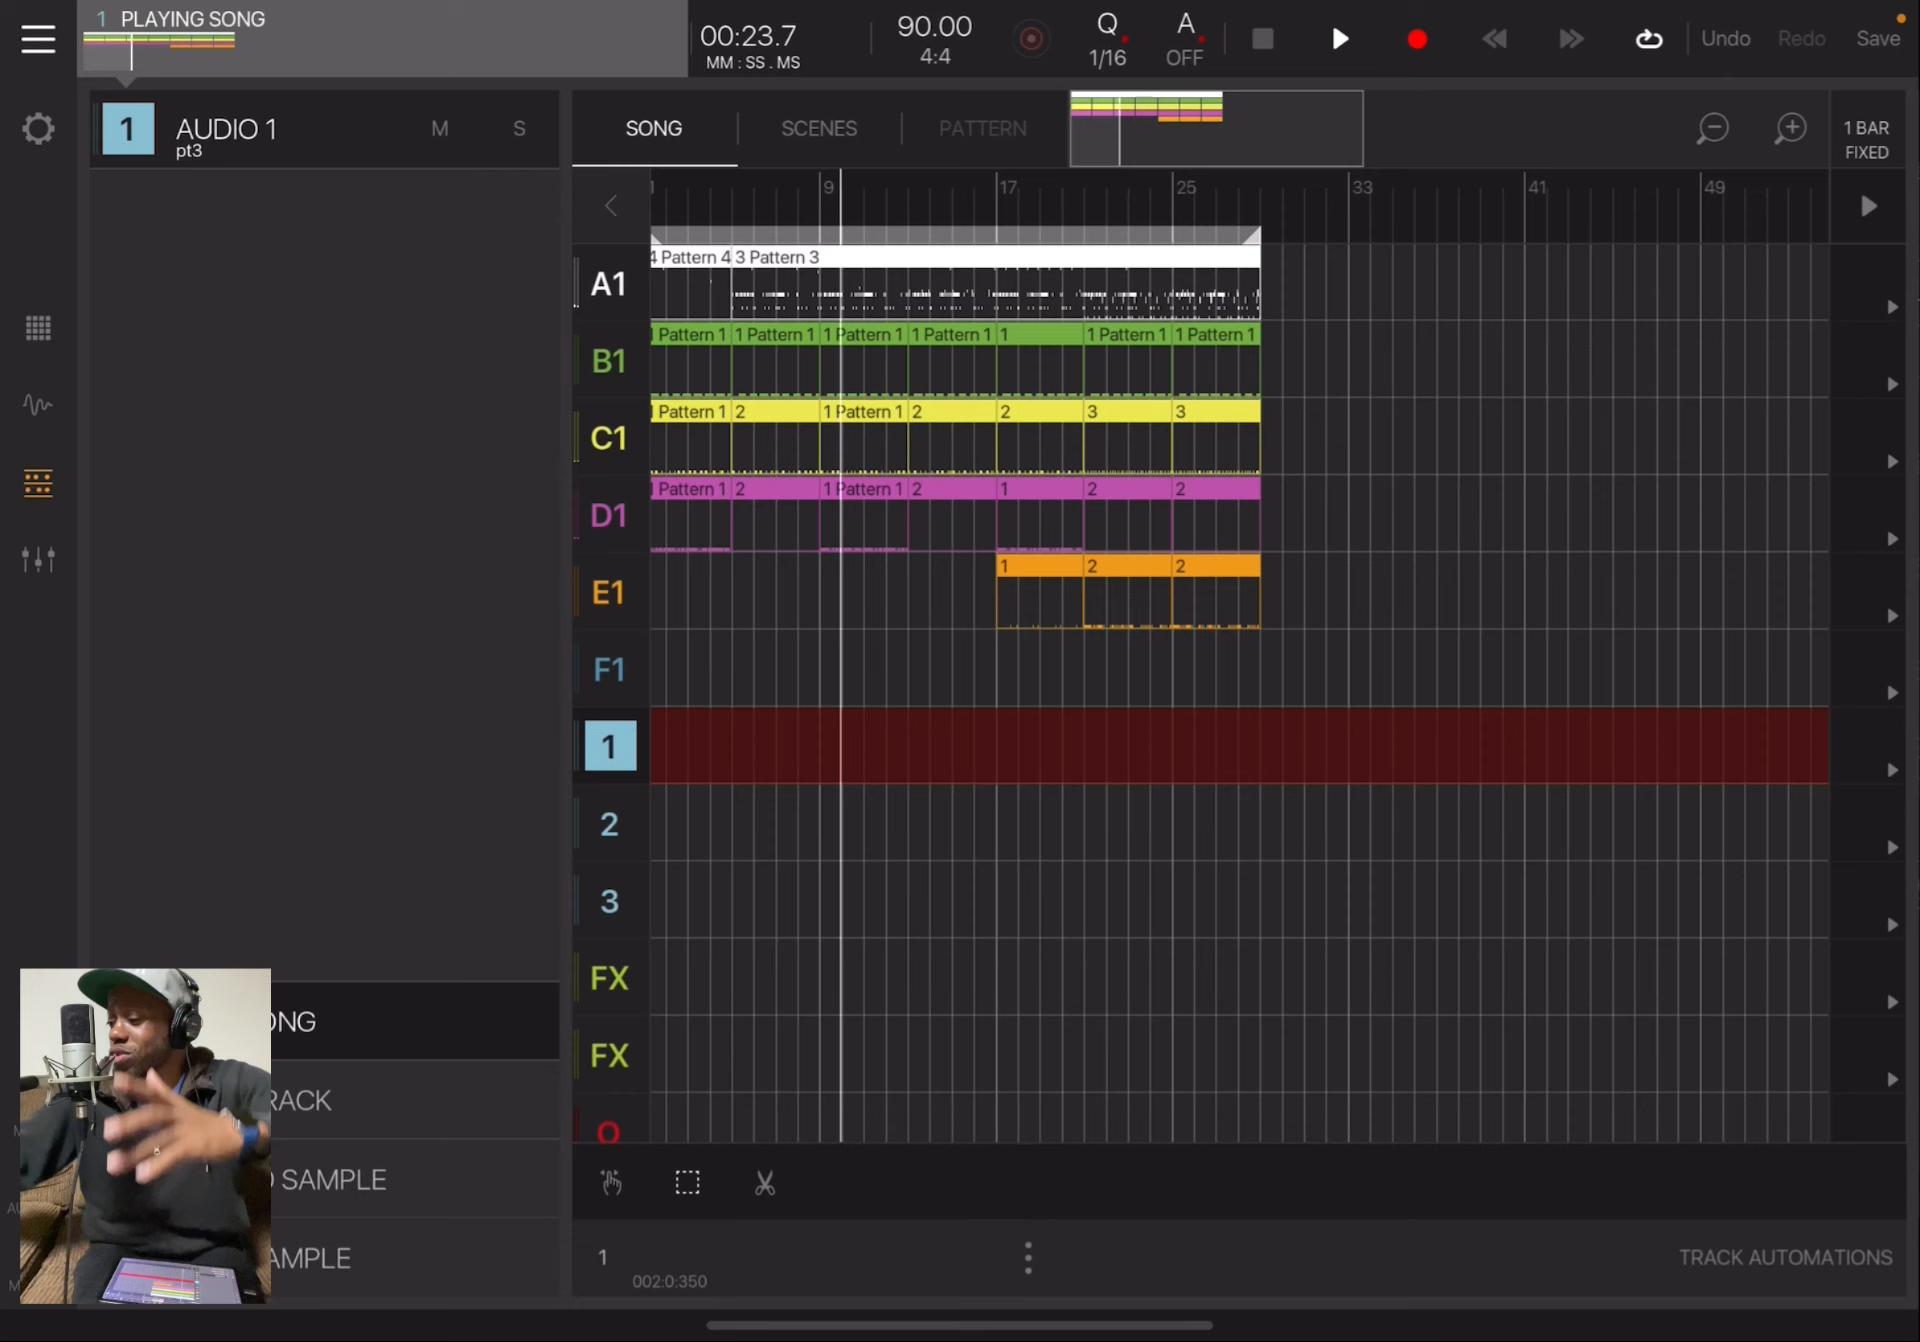 1 PLAYING SONG
00:23.7
MM : SS . MS
90.00
4:4
Q
1/16
A
OFF
Undo
Redo
Save
1
AUDIO 1
pt3
M
S
SONG
SCENES
PATTERN
1 BAR
FIXED
1
9
17
25
33
41
49
A1
4 Pattern 4
3 Pattern 3
B1
1 Pattern 1
1 Pattern 1
1 Pattern 1
1 Pattern 1
1
1 Pattern 1
1 Pattern 1
C1
1 Pattern 1
2
1 Pattern 1
2
2
3
3
D1
1 Pattern 1
2
1 Pattern 1
2
1
2
2
E1
1
2
2
F1
1
2
3
FX
FX
O
ONG
RACK
SAMPLE
AMPLE
1
002:0:350
TRACK AUTOMATIONS